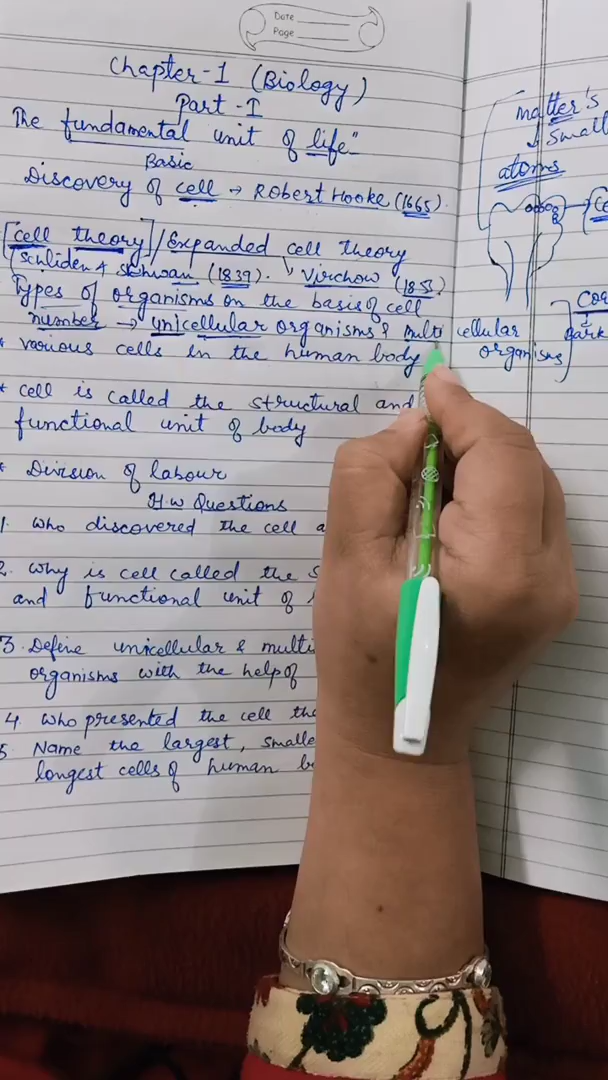 Date
Page
Chapter-1 (Biology)
Part-I
The fundamental unit of life"
Basic
Discovery of cell → Robert Hooke (1665).
[cell theory]/Expanded cell theory
(Schliden & Schwan (1839). ↳ Virchow (1855)
Types of organisms on the basis of cell
number → unicellular organisms & multi cellular
organisms
* various cells in the human body
* cell is called the structural and
functional unit of body
* Division of labour
H.W Questions
1. Who discovered the cell a
2. Why is cell called the s
and functional unit of
3. Define unicellular & multi
organisms with the help of
4. Who presented the cell the
5 Name the largest, smalle
longest cells of human b
matter's
↓ small
atoms